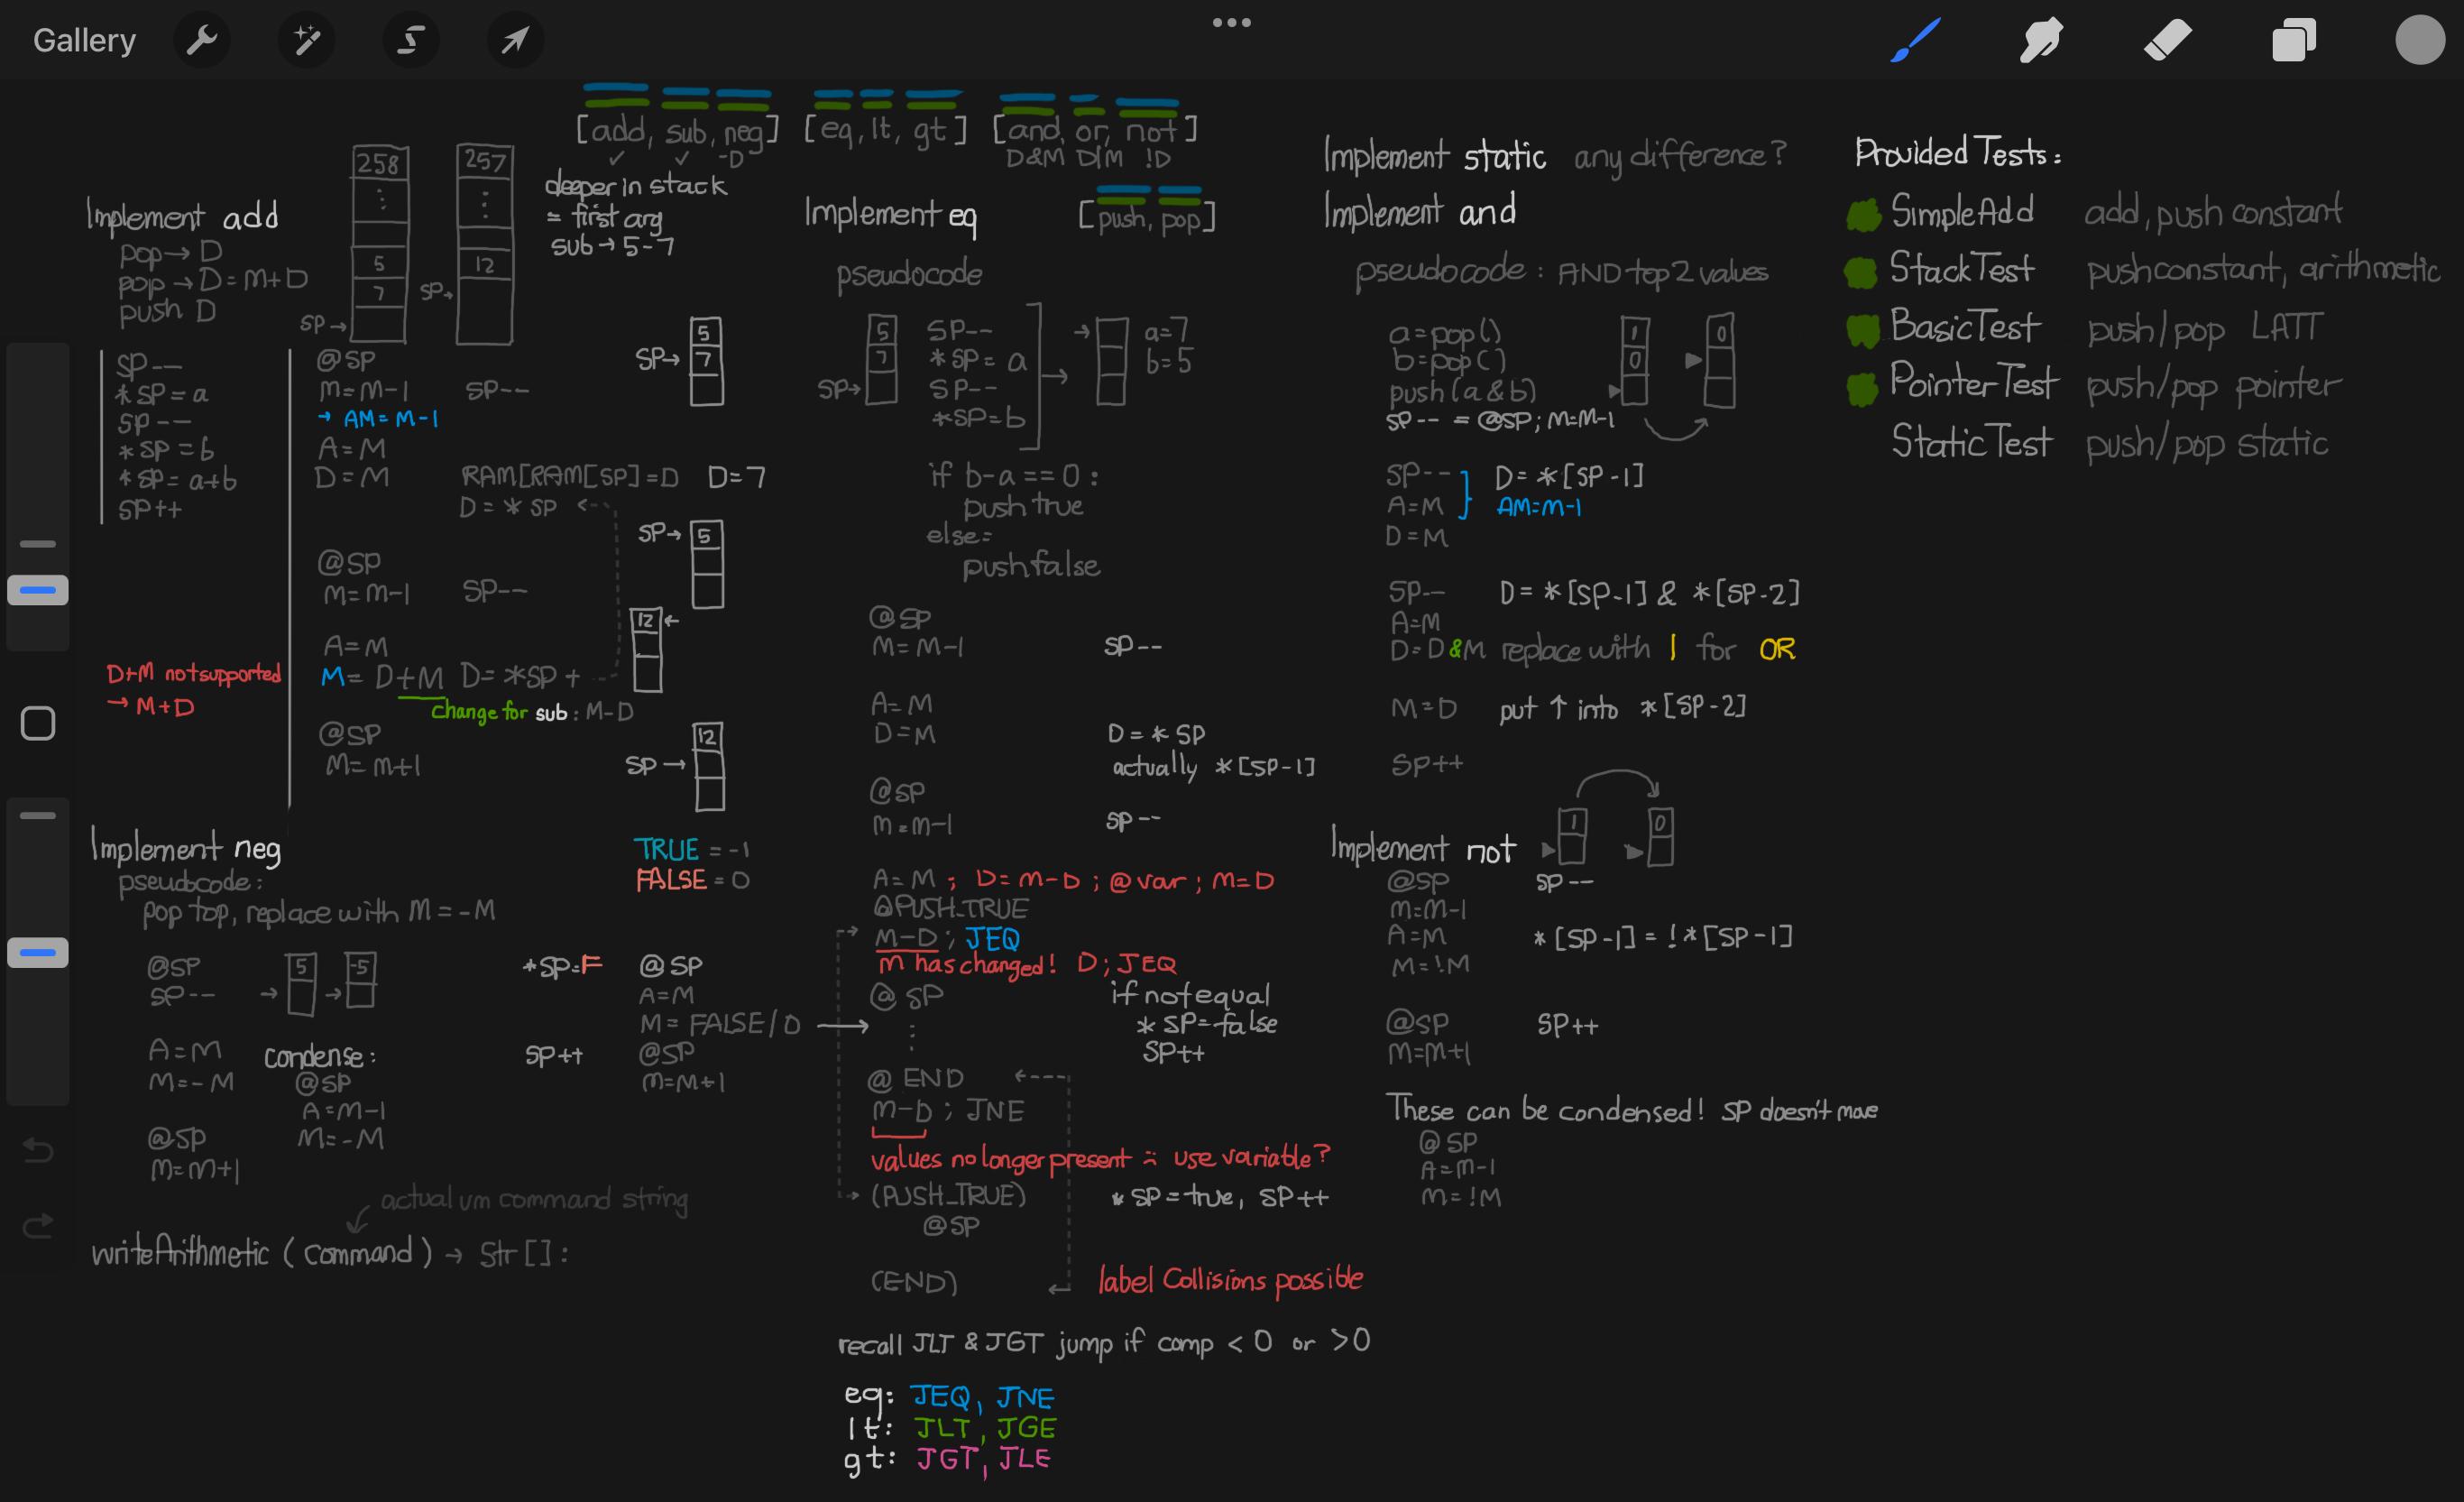 Gallery
[add, sub, neg]
✓ ✓ -D
[eq, lt, gt]
[and, or, not]
D&M D|M !D
[push, pop]
Implement add
pop → D
pop → D = M+D
push D
258
5
7
SP→
257
12
SP→
deeper in stack
= first arg
sub → 5-7
SP--
*SP = a
SP--
*SP = b
*SP = a+b
SP++
@SP
M=M-1 SP--
→ AM=M-1
A=M
D=M RAM[RAM[SP]=D D=7
D = *SP
@SP
M=M-1 SP--
A=M
M=D+M D=*SP +
change for sub: M-D
@SP
M=M+1
SP→ 5
7
SP→ 5
12 ←
SP→ 12
D+M not supported
→ M+D
Implement neg
pseudocode:
pop top, replace with M=-M
@SP
SP--
→ 5 → -5
A=M
M=-M
@SP
M=M+1
condense:
@SP
A=M-1
M=-M
TRUE = -1
FALSE = 0
*SP=F @SP
A=M
M=FALSE/0
SP++ @SP
M=M+1
actual vm command string
writeArithmetic (command) → Str[]:
Implement eq
pseudocode
5
7
SP→
SP--
*SP = a
SP--
*SP=b
a=7
b=5
if b-a == 0:
push true
else:
push false
@SP
M=M-1 SP--
A=M
D=M D=*SP
actually *[SP-1]
@SP
M=M-1 SP--
A=M ; D=M-D ; @var ; M=D
@PUSH_TRUE
M-D ; JEQ
M has changed! D;JEQ
@SP if not equal
: *SP=false
SP++
@END
M-D ; JNE
values no longer present = use variable?
(PUSH_TRUE) *SP=true, SP++
@SP
(END) label Collisions possible
recall JLT & JGT jump if comp < 0 or >0
eq: JEQ, JNE
lt: JLT, JGE
gt: JGT, JLE
Implement static any difference?
Implement and
pseudocode: AND top 2 values
a=pop()
b=pop()
push(a&b)
1
0
0
SP-- = @SP; M=M-1
SP-- D=*[SP-1]
A=M AM=M-1
D=M
SP-- D=*[SP-1] & *[SP-2]
A=M
D=D&M replace with | for OR
M=D put ↑ into *[SP-2]
SP++
Implement not
1
0
@SP SP--
M=M-1
A=M *[SP-1] = !*[SP-1]
M=!M
@SP SP++
M=M+1
These can be condensed! SP doesn't move
@SP
A=M-1
M=!M
Provided Tests:
SimpleAdd add, push constant
StackTest push constant, arithmetic
BasicTest push/pop LATT
PointerTest push/pop pointer
StaticTest push/pop static